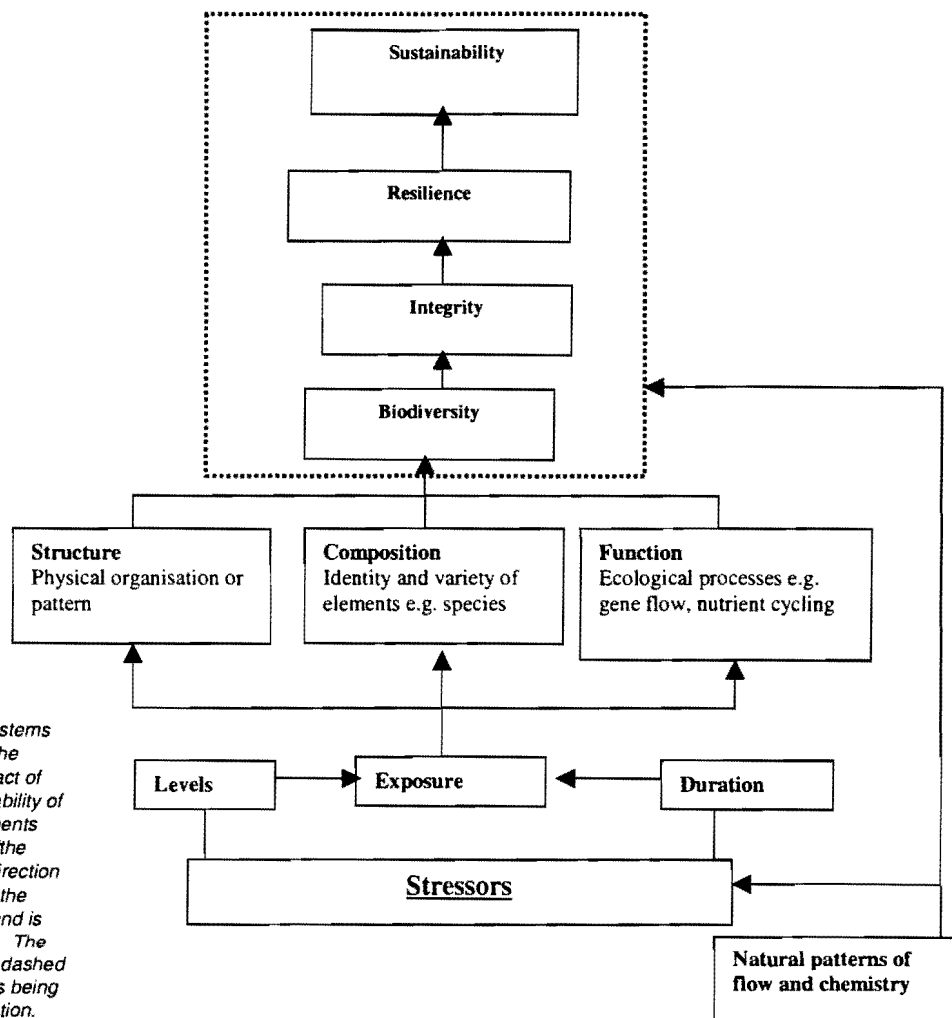 Sustainability
Resilience
Integrity
Biodiversity
Structure
Physical organisation or
pattern
Composition
Identity and variety of
elements e.g. species
Function
Ecological processes e.g.
gene flow, nutrient cycling
Levels
Exposure
Duration
Stressors
Natural patterns of
flow and chemistry
stems
he
act of
ability of
ents
the
irection
the
and is
The
dashed
s being
tion.